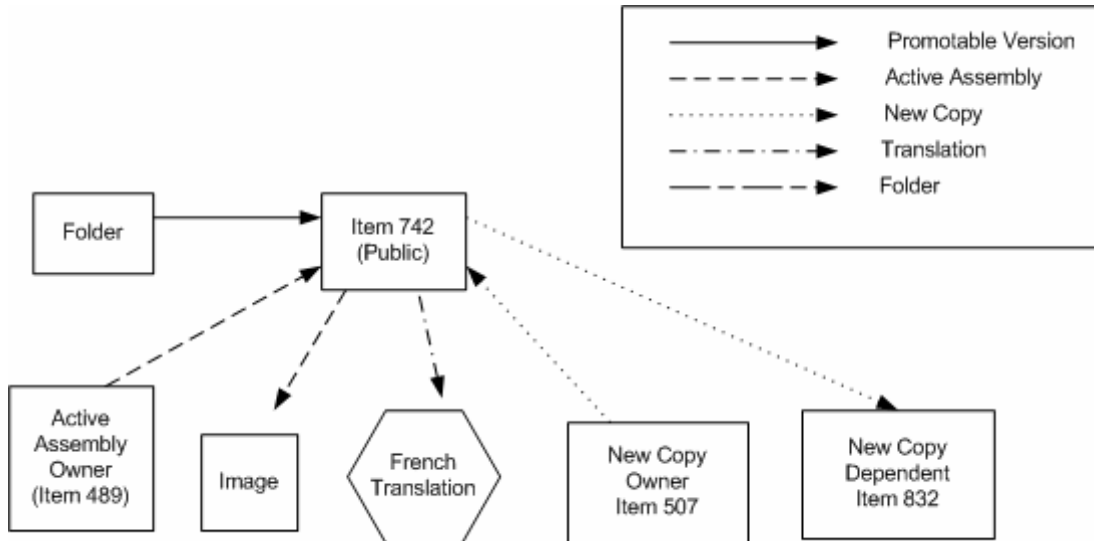 Promotable Version
Active Assembly
New Copy
Translation
Folder
Folder
Item 742
(Public)
Active
Assembly
Owner
(Item 489)
Image
French
Translation
New Copy
Owner
Item 507
New Copy
Dependent
Item 832